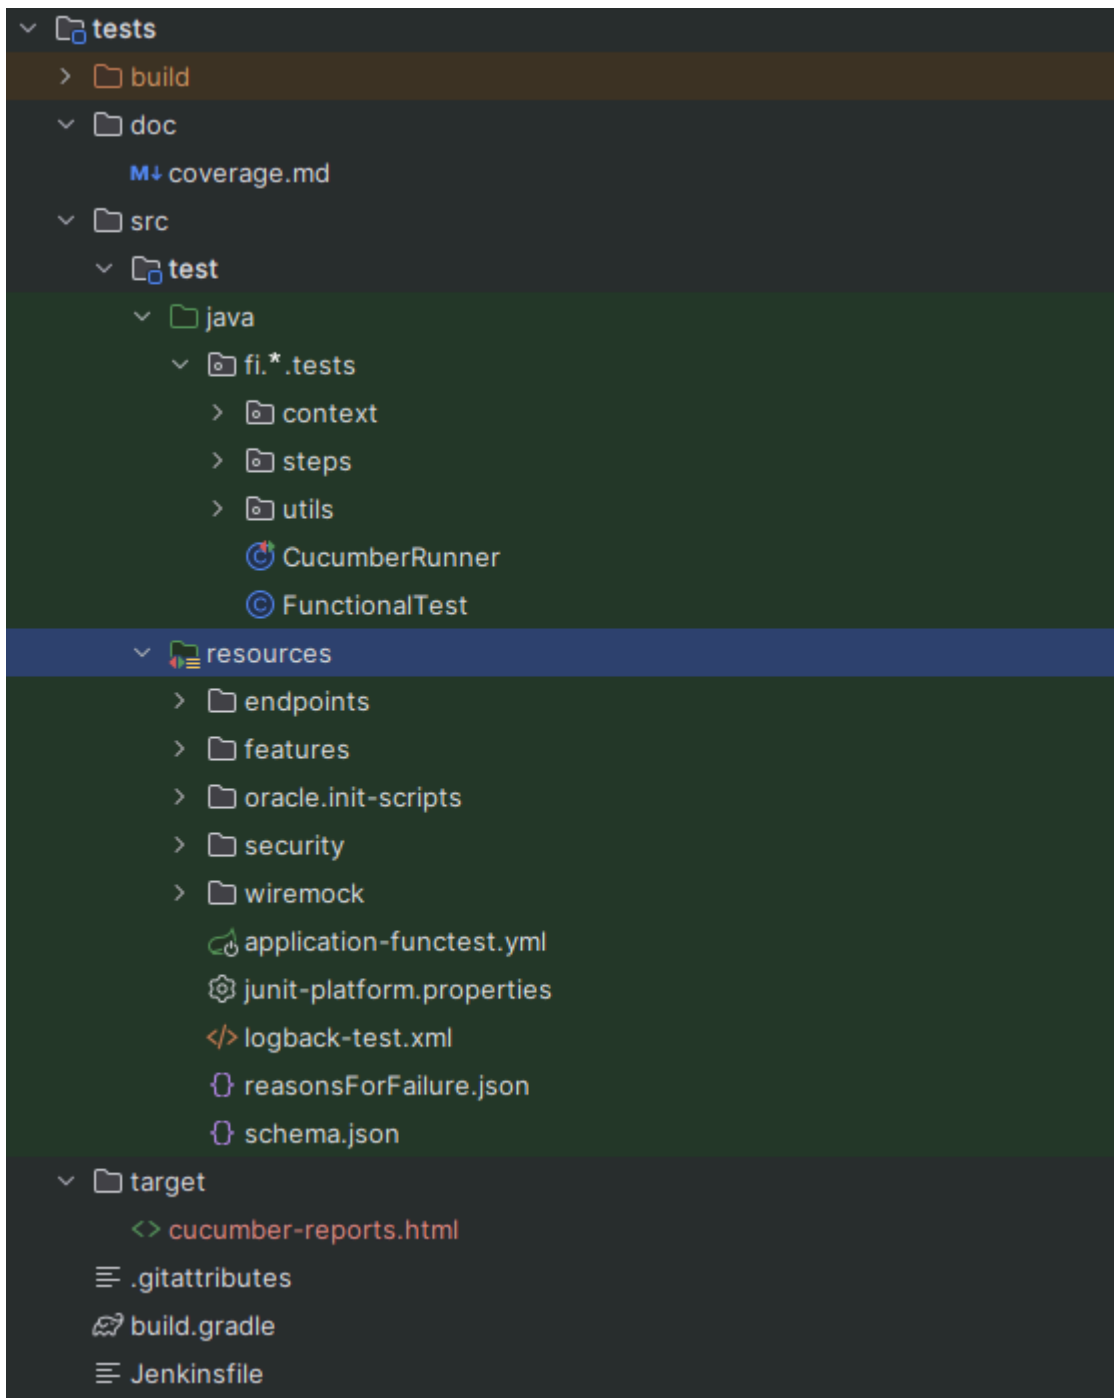 tests
build
doc
M↓ coverage.md
src
test
java
fi.*.tests
context
steps
utils
C CucumberRunner
C FunctionalTest
resources
endpoints
features
oracle.init-scripts
security
wiremock
application-functest.yml
junit-platform.properties
</> logback-test.xml
{} reasonsForFailure.json
{} schema.json
target
<> cucumber-reports.html
.gitattributes
build.gradle
Jenkinsfile